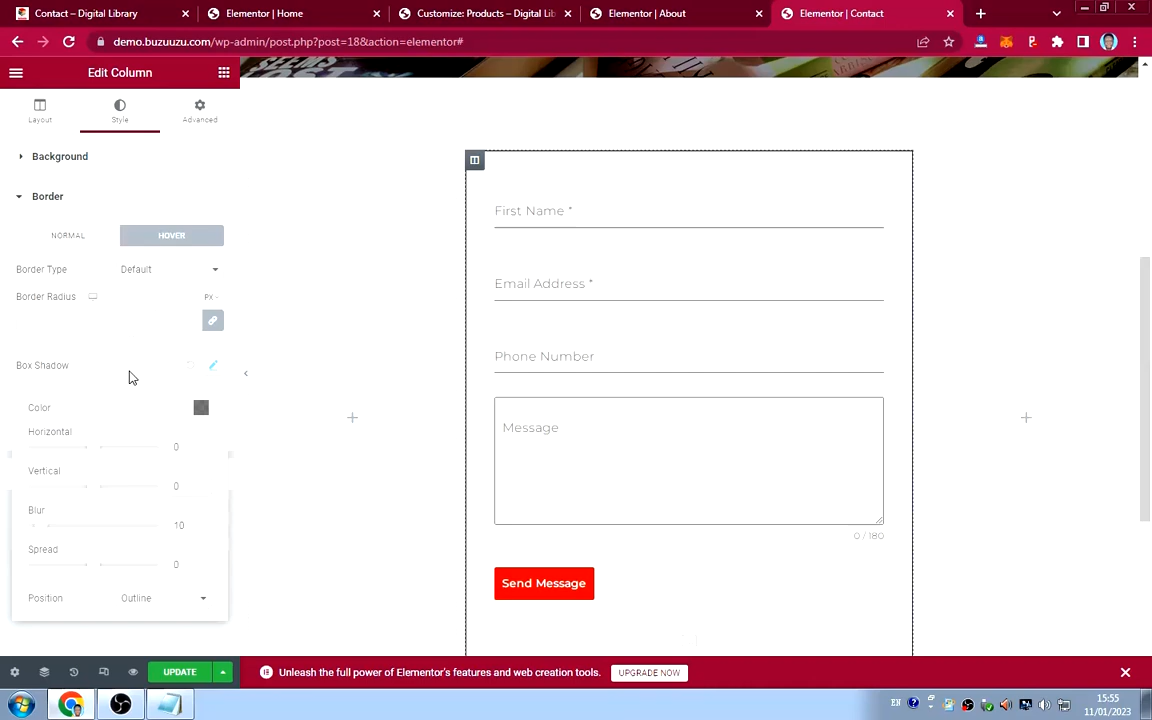 Contact – Digital Library
Elementor | Home
Customize: Products – Digital Lib
Elementor | About
Elementor | Contact
demo.buzuuzu.com/wp-admin/post.php?post=18&action=elementor#
Edit Column
Layout
Style
Advanced
Background
Border
NORMAL
HOVER
Border Type
Default
Border Radius
PX
Box Shadow
Color
Horizontal
0
Vertical
0
Blur
10
Spread
0
Position
Outline
First Name *
Email Address *
Phone Number
Message
0 / 180
Send Message
UPDATE
Unleash the full power of Elementor's features and web creation tools.
UPGRADE NOW
EN
15:55
11/01/2023